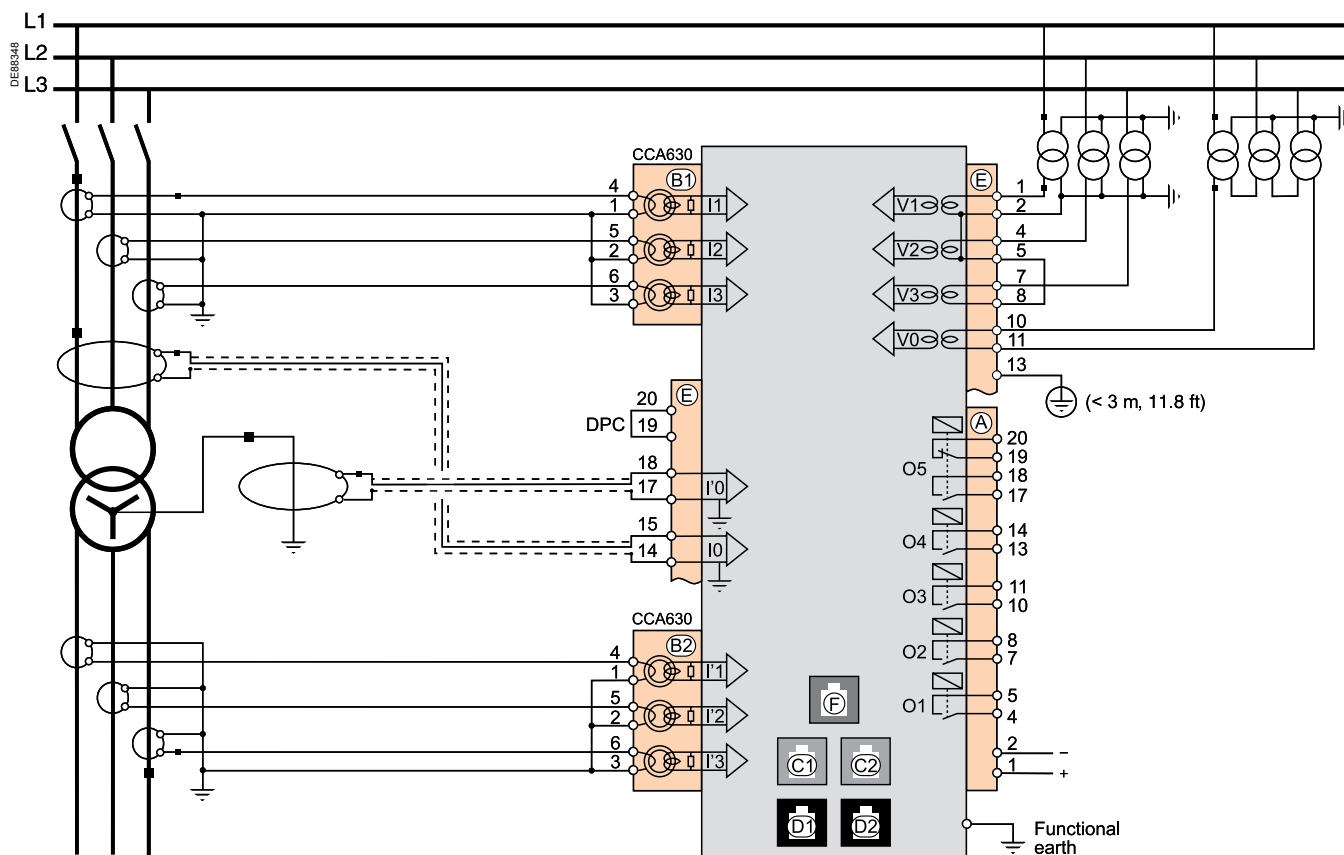 L1
DE88348
L2
L3
CCA630
B1
4
1
5
2
6
3
I1
I2
I3
E
V1
V2
V3
V0
1
2
4
5
7
8
10
11
13
(< 3 m, 11.8 ft)
E
20
DPC
19
18
17
15
14
I'0
I0
A
O5
20
19
18
17
O4
14
13
O3
11
10
O2
8
7
O1
5
4
2 –
1 +
CCA630
B2
4
1
5
2
6
3
I'1
I'2
I'3
F
C1 C2
D1 D2
Functional
earth